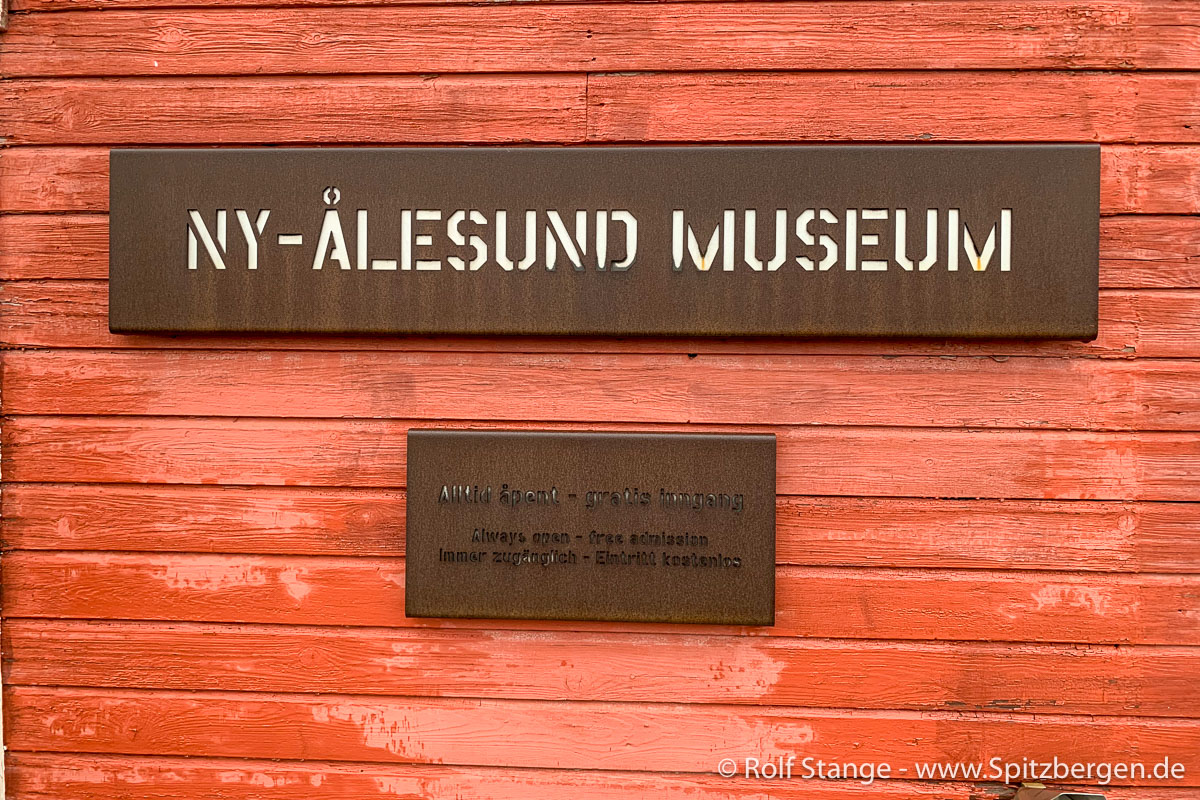 NY-ÅLESUND MUSEUM
Alltid åpent - gratis inngang
Always open - free admission
Immer zugänglich - Eintritt kostenlos
© Rolf Stange - www.Spitzbergen.de